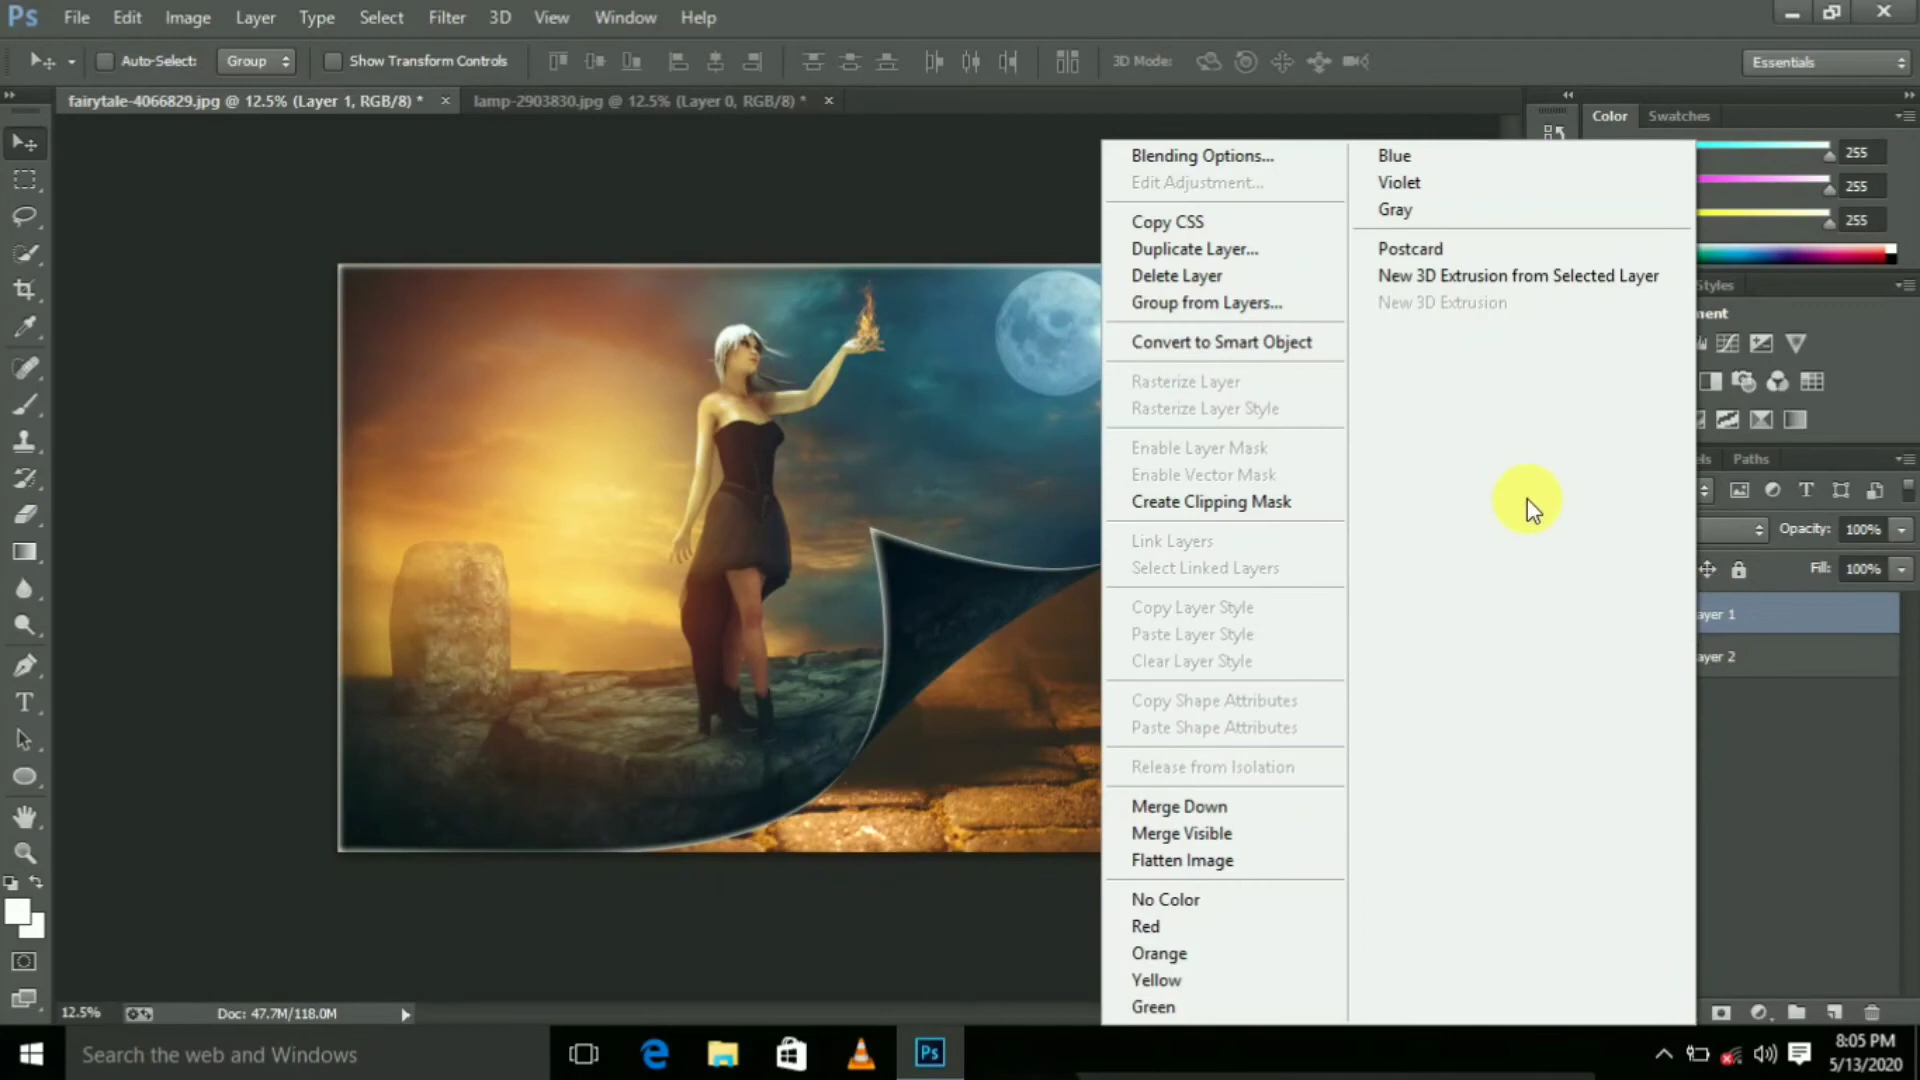 Ps File Edit Image Layer Type Select Filter 3D View Window Help
Auto-Select: Group Show Transform Controls 3D Mode: Essentials
fairytale-4066829.jpg @ 12.5% (Layer 1, RGB/8) * × lamp-2903830.jpg @ 12.5% (Layer 0, RGB/8) * ×
Color Swatches
255
255
255
Styles
ment
Paths
Opacity: 100%
Fill: 100%
ayer 1
ayer 2
Blending Options...
Edit Adjustment...
Copy CSS
Duplicate Layer...
Delete Layer
Group from Layers...
Convert to Smart Object
Rasterize Layer
Rasterize Layer Style
Enable Layer Mask
Enable Vector Mask
Create Clipping Mask
Link Layers
Select Linked Layers
Copy Layer Style
Paste Layer Style
Clear Layer Style
Copy Shape Attributes
Paste Shape Attributes
Release from Isolation
Merge Down
Merge Visible
Flatten Image
No Color
Red
Orange
Yellow
Green
Blue
Violet
Gray
Postcard
New 3D Extrusion from Selected Layer
New 3D Extrusion
12.5% Doc: 47.7M/118.0M
Search the web and Windows
Ps
8:05 PM
5/13/2020